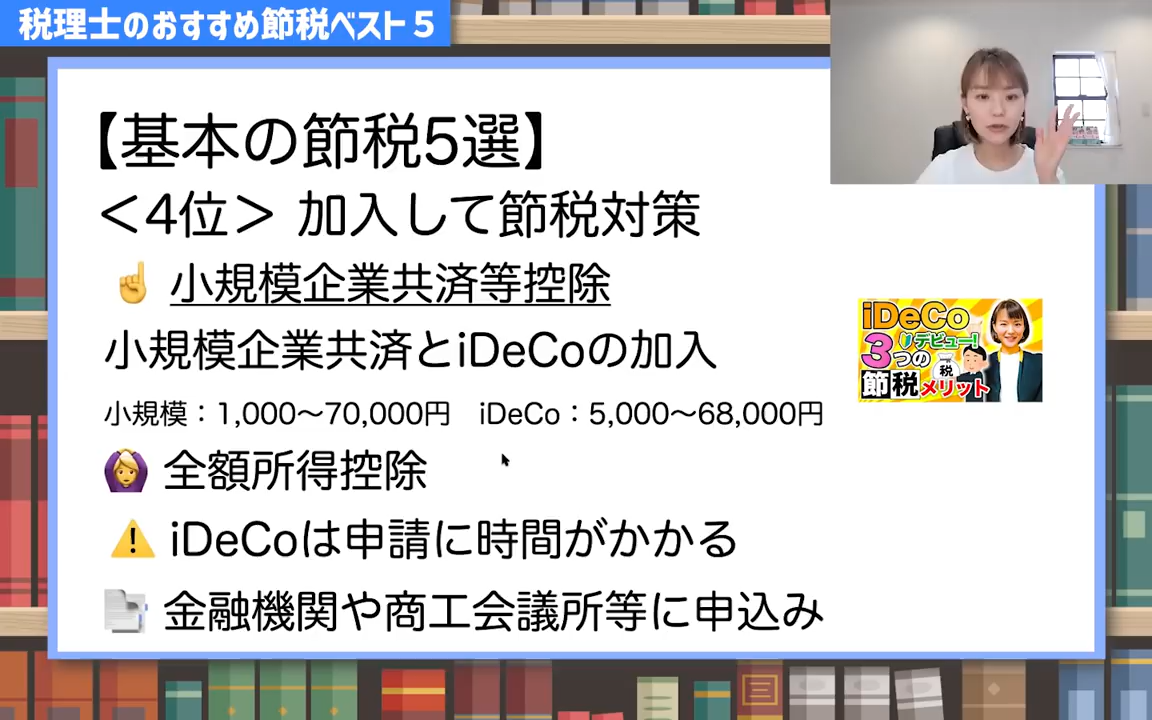 税理士のおすすめ節税ベスト5
【基本の節税5選】
＜4位＞ 加入して節税対策
小規模企業共済等控除
小規模企業共済とiDeCoの加入
小規模：1,000〜70,000円　iDeCo：5,000〜68,000円
全額所得控除
iDeCoは申請に時間がかかる
金融機関や商工会議所等に申込み
iDeCo
デビュー!
3つの
税
節税メリット